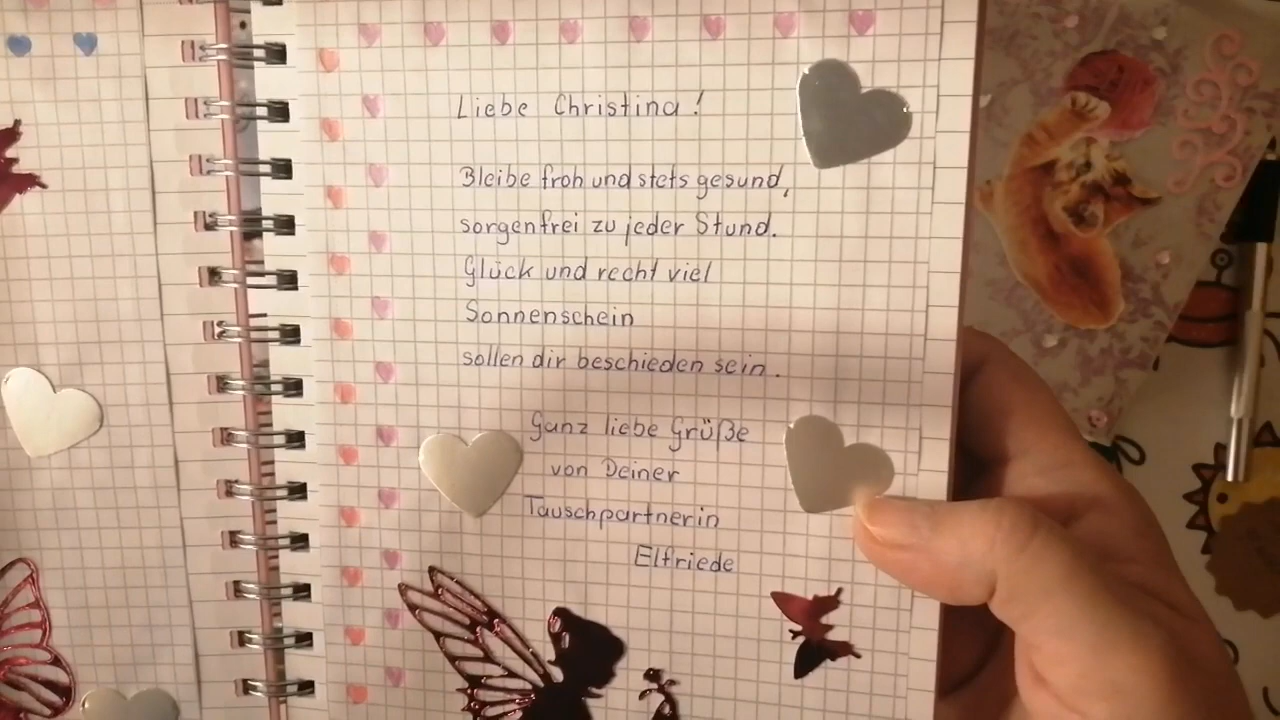 Liebe Christina!
Bleibe froh und stets gesund,
sorgenfrei zu jeder Stund.
Glück und recht viel
Sonnenschein
sollen dir beschieden sein.
Ganz liebe Grüße
von Deiner
Tauschpartnerin
Elfriede